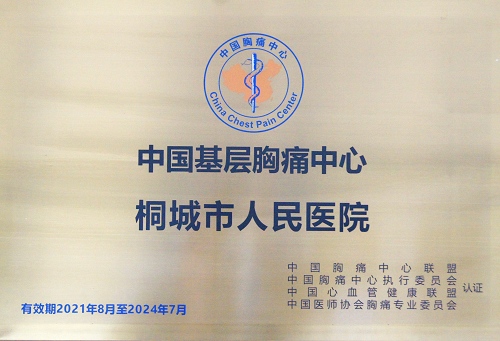 中国胸痛中心
China Chest Pain Center
中国基层胸痛中心
桐城市人民医院
中国胸痛中心联盟
中国胸痛中心执行委员会
中国心血管健康联盟
中国医师协会胸痛专业委员会
认证
有效期2021年8月至2024年7月